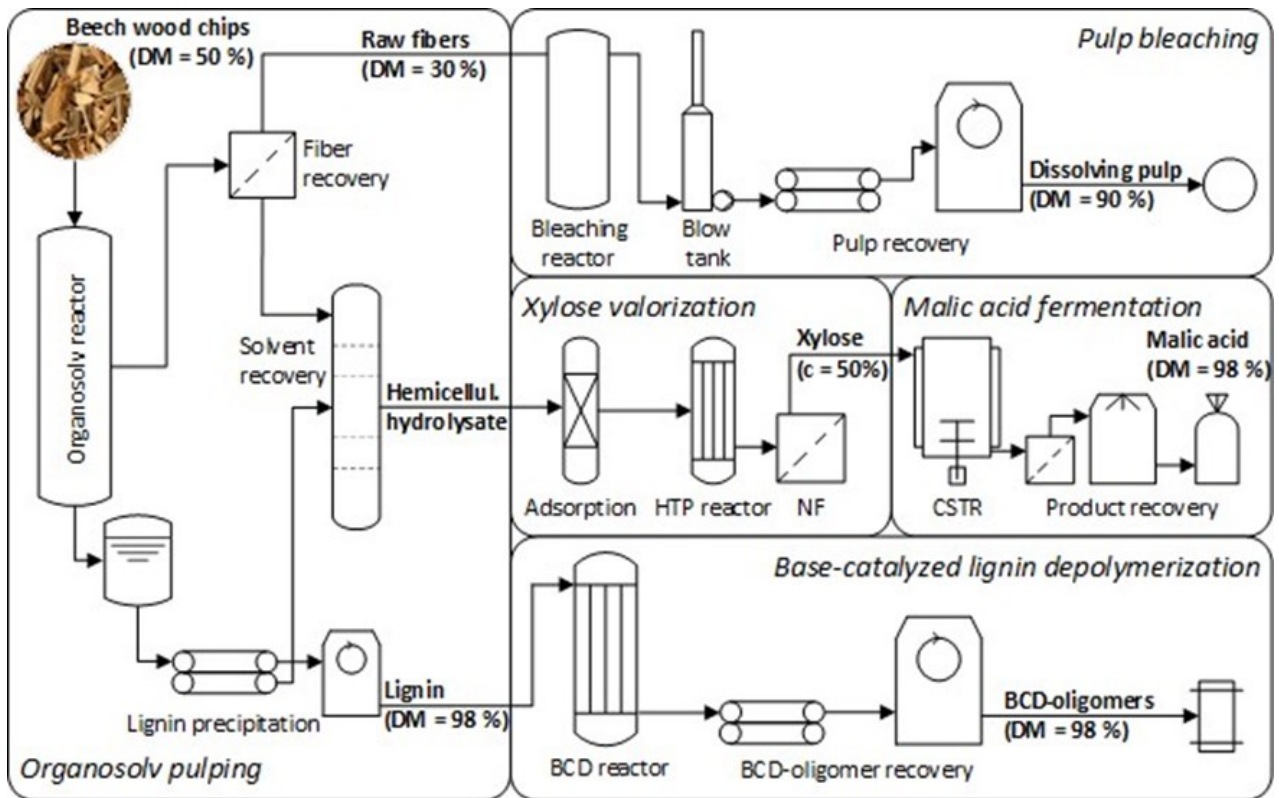 Beech wood chips
(DM = 50 %)
Raw fibers
(DM = 30 %)
Fiber
recovery
Organosolv reactor
Solvent
recovery
Hemicellul.
hydrolysate
Lignin precipitation
Lignin
(DM = 98 %)
Organosolv pulping
Pulp bleaching
Bleaching
reactor
Blow
tank
Pulp recovery
Dissolving pulp
(DM = 90 %)
Xylose valorization
Xylose
(c = 50%)
Adsorption
HTP reactor
NF
Malic acid fermentation
Malic acid
(DM = 98 %)
CSTR
Product recovery
Base-catalyzed lignin depolymerization
BCD reactor
BCD-oligomer recovery
BCD-oligomers
(DM = 98 %)